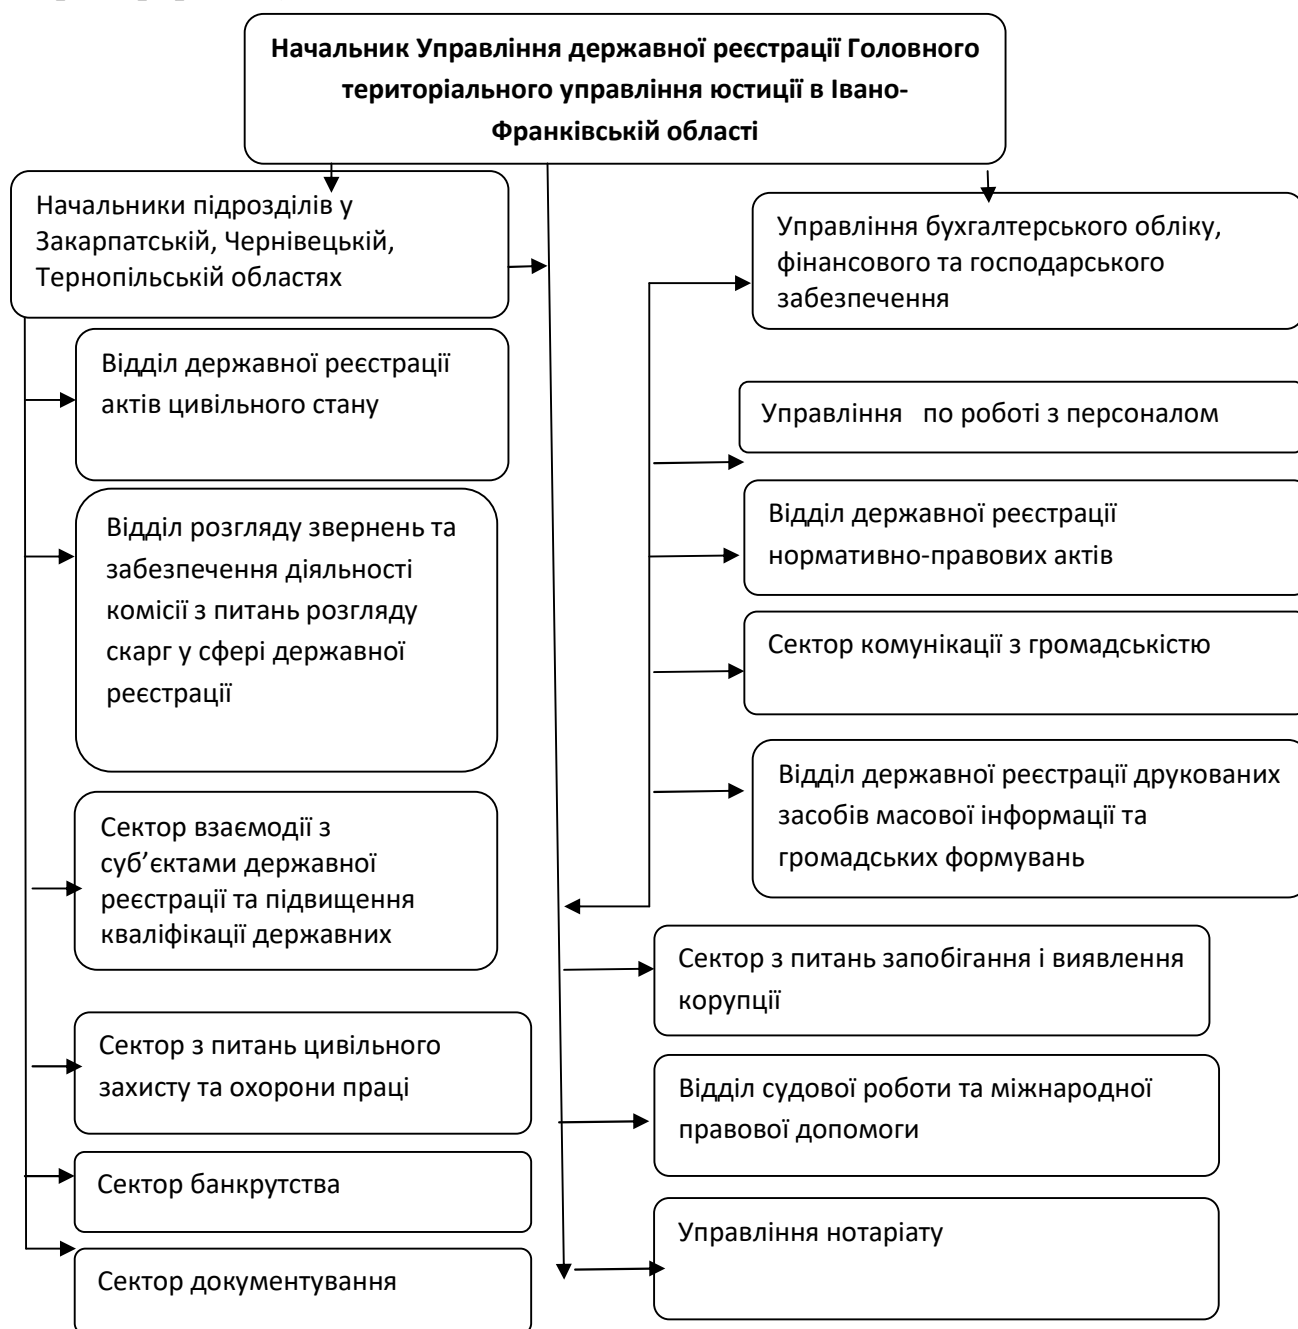 Начальник Управління державної реєстрації Головного
територіального управління юстиції в Івано-
Франківській області
Начальники підрозділів у
Закарпатській, Чернівецькій,
Тернопільській областях
Відділ державної реєстрації
актів цивільного стану
Відділ розгляду звернень та
забезпечення діяльності
комісії з питань розгляду
скарг у сфері державної
реєстрації
Сектор взаємодії з
суб’єктами державної
реєстрації та підвищення
кваліфікації державних
Сектор з питань цивільного
захисту та охорони праці
Сектор банкрутства
Сектор документування
Управління бухгалтерського обліку,
фінансового та господарського
забезпечення
Управління по роботі з персоналом
Відділ державної реєстрації
нормативно-правових актів
Сектор комунікації з громадськістю
Відділ державної реєстрації друкованих
засобів масової інформації та
громадських формувань
Сектор з питань запобігання і виявлення
корупції
Відділ судової роботи та міжнародної
правової допомоги
Управління нотаріату